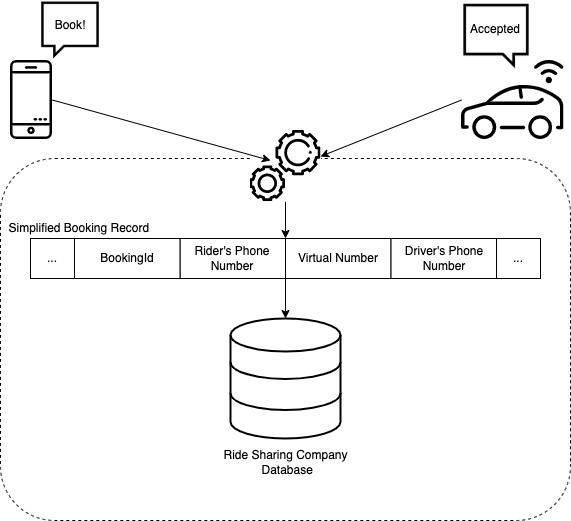 Book!
Accepted
Simplified Booking Record
...
BookingId
Rider's Phone
Number
Virtual Number
Driver's Phone
Number
...
Ride Sharing Company
Database